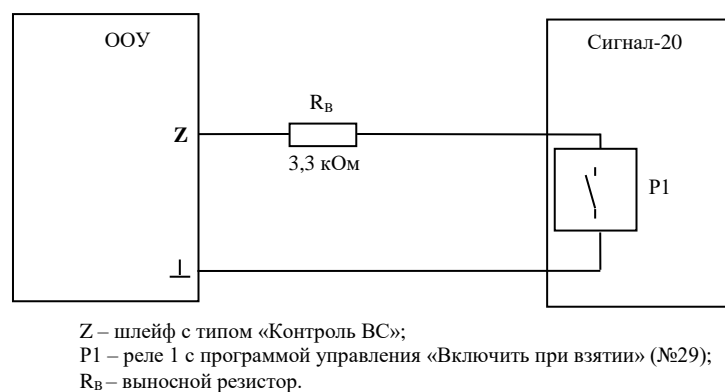 ООУ
Сигнал-20
R_В
Z
3,3 кОм
P1
Z – шлейф с типом «Контроль ВС»;
P1 – реле 1 с программой управления «Включить при взятии» (№29);
R_В – выносной резистор.